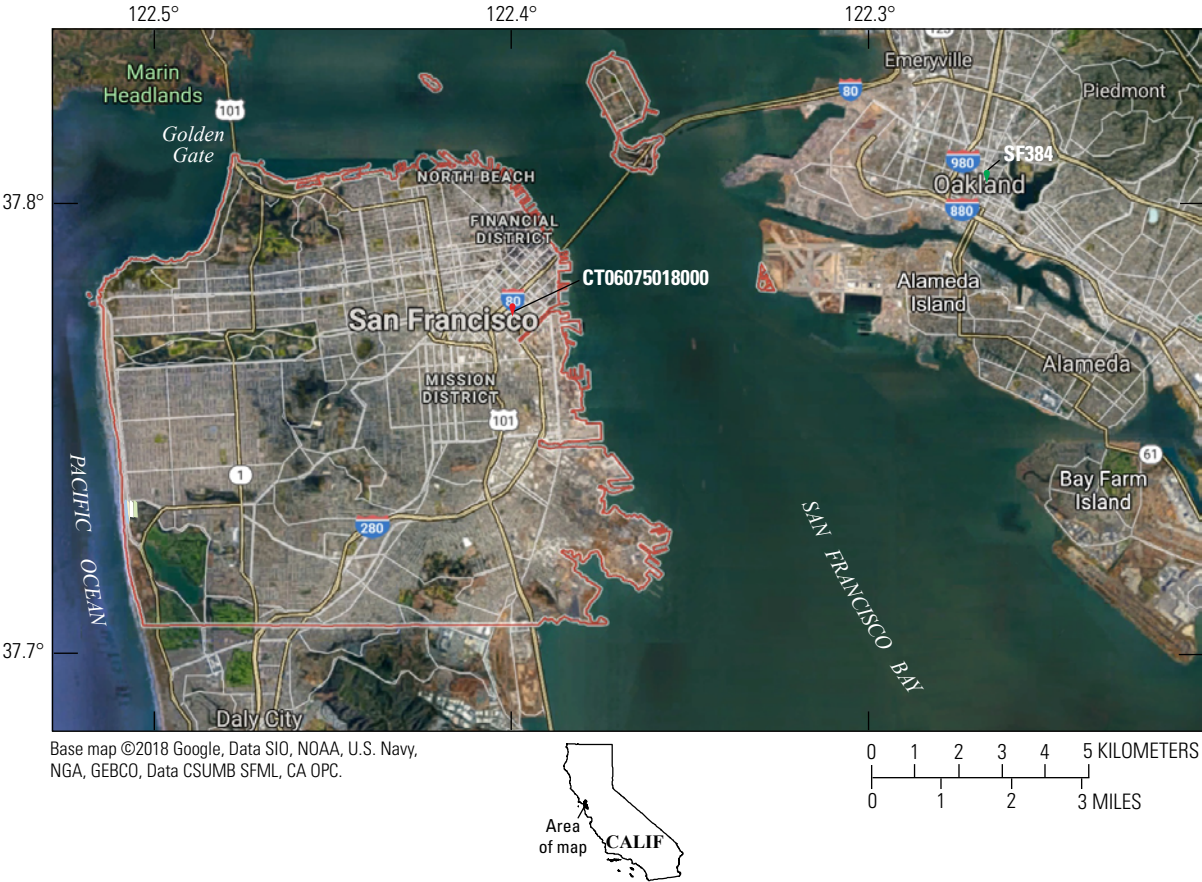 122.5°
122.4°
122.3°
123
Emeryville
Marin
Headlands
80
Piedmont
101
Golden
Gate
980
SF384
NORTH BEACH
Oakland
37.8°
880
FINANCIAL
DISTRICT
CT06075018000
Alameda
Island
80
San Francisco
Alameda
MISSION
DISTRICT
101
61
PACIFIC OCEAN
1
Bay Farm
Island
280
SAN FRANCISCO BAY
37.7°
Daly City
Base map ©2018 Google, Data SIO, NOAA, U.S. Navy,
NGA, GEBCO, Data CSUMB SFML, CA OPC.
0 1 2 3 4 5 KILOMETERS
0 1 2 3 MILES
Area
of map
CALIF